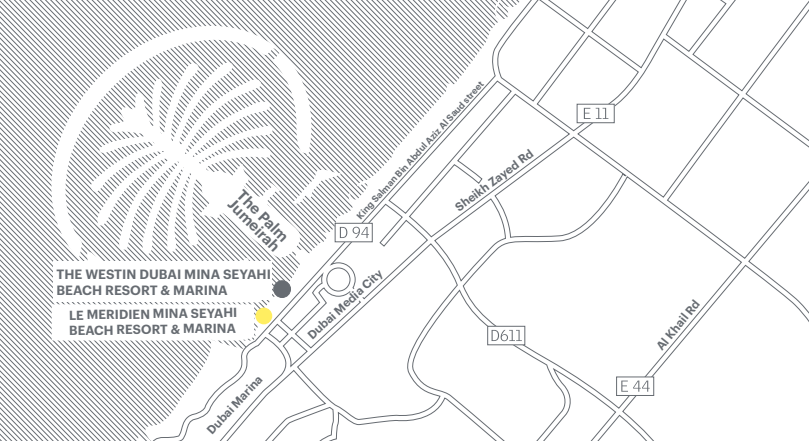 King Salman Bin Abdul Aziz Al Saud street
E 11
Sheikh Zayed Rd
The Palm
Jumeirah
D 94
THE WESTIN DUBAI MINA SEYAHI
BEACH RESORT & MARINA
Dubai Media City
LE MERIDIEN MINA SEYAHI
BEACH RESORT & MARINA
D611
Al Khail Rd
E 44
Dubai Marina